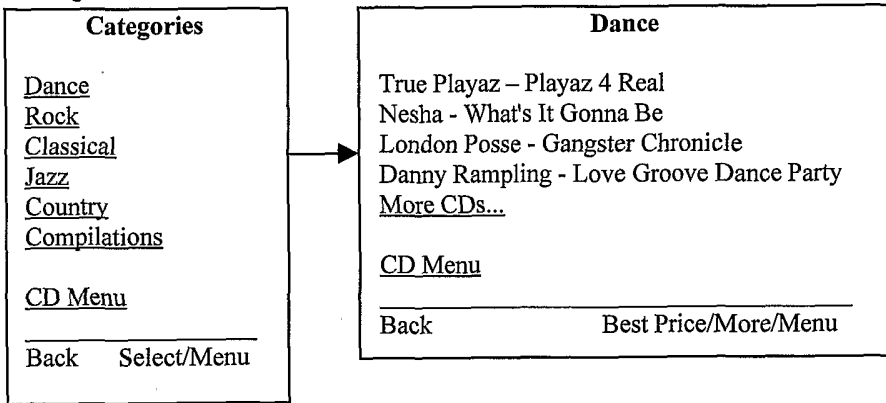 Categories
Dance
Rock
Classical
Jazz
Country
Compilations
CD Menu
Back Select/Menu
Dance
True Playaz – Playaz 4 Real
Nesha - What's It Gonna Be
London Posse - Gangster Chronicle
Danny Rampling - Love Groove Dance Party
More CDs...
CD Menu
Back Best Price/More/Menu